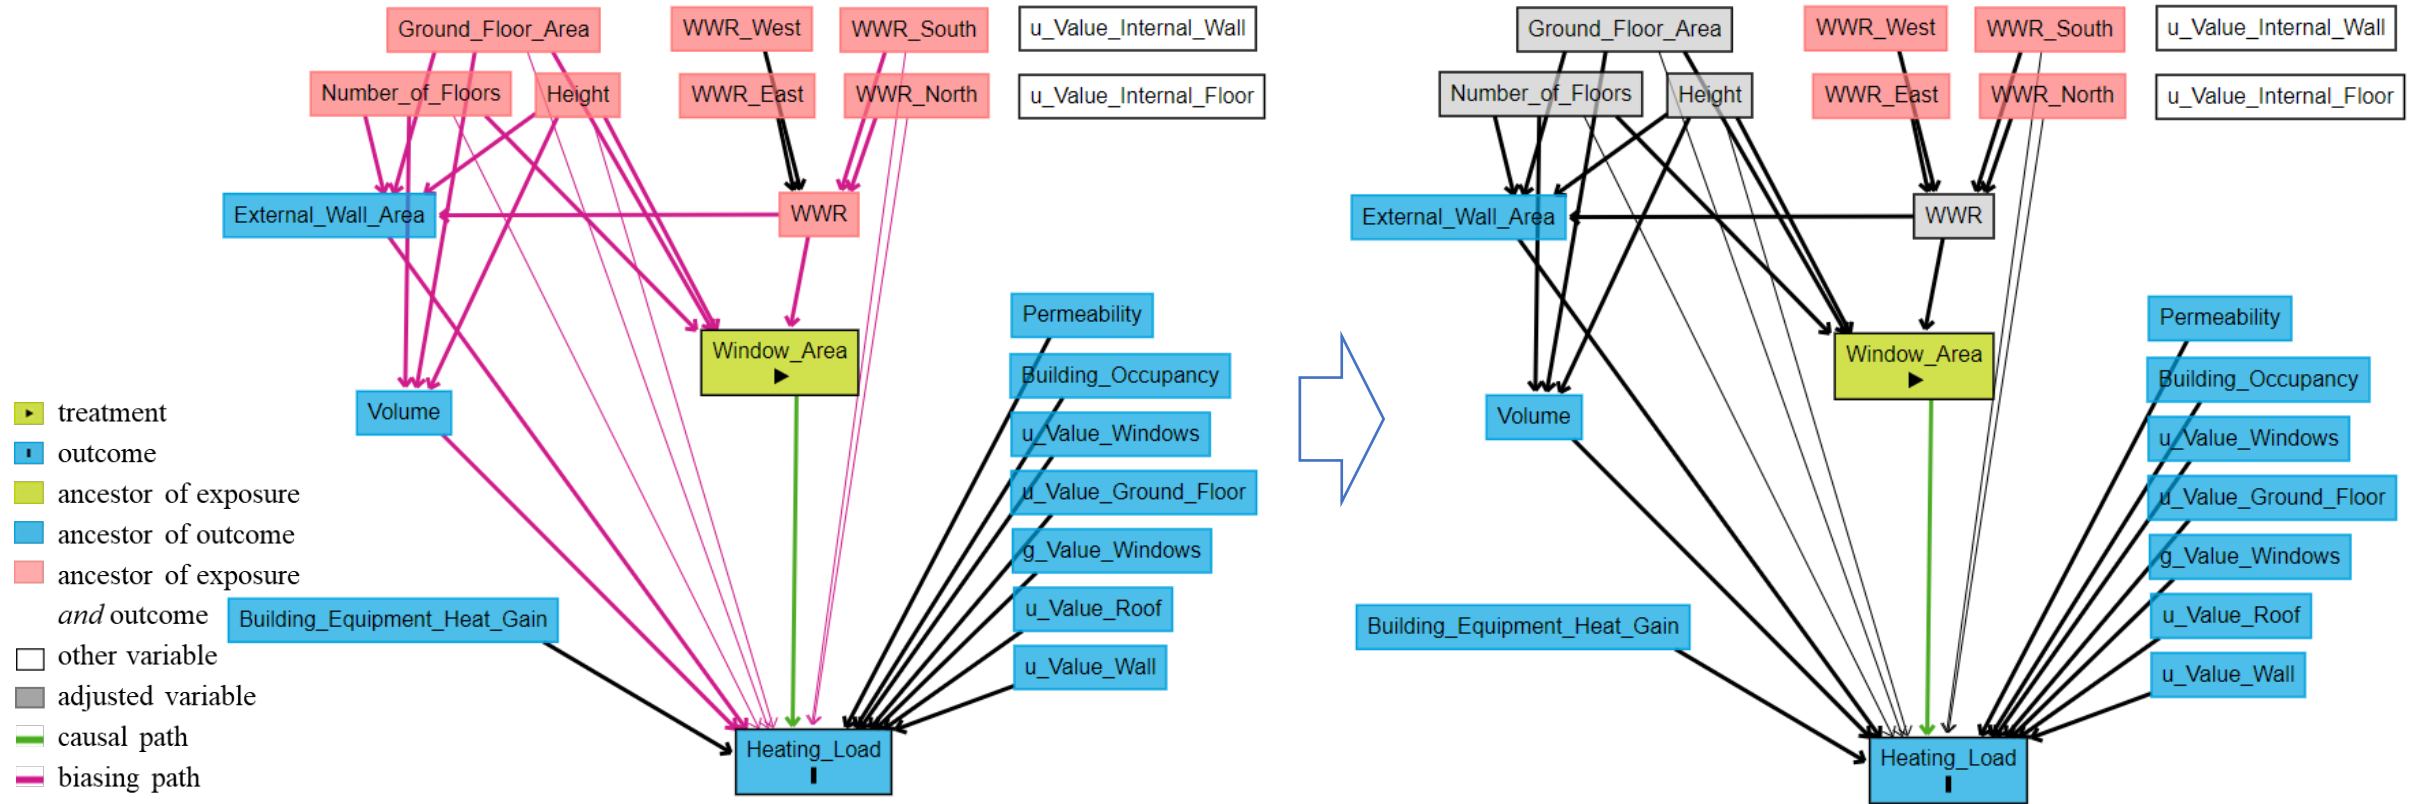 Ground_Floor_Area
WWR_West
WWR_South
u_Value_Internal_Wall
Number_of_Floors
Height
WWR_East
WWR_North
u_Value_Internal_Floor
External_Wall_Area
WWR
Permeability
Window_Area
Building_Occupancy
Volume
u_Value_Windows
u_Value_Ground_Floor
g_Value_Windows
u_Value_Roof
Building_Equipment_Heat_Gain
u_Value_Wall
Heating_Load
treatment
outcome
ancestor of exposure
ancestor of outcome
ancestor of exposure
and outcome
other variable
adjusted variable
causal path
biasing path
Ground_Floor_Area
WWR_West
WWR_South
u_Value_Internal_Wall
Number_of_Floors
Height
WWR_East
WWR_North
u_Value_Internal_Floor
External_Wall_Area
WWR
Permeability
Window_Area
Building_Occupancy
Volume
u_Value_Windows
u_Value_Ground_Floor
g_Value_Windows
u_Value_Roof
Building_Equipment_Heat_Gain
u_Value_Wall
Heating_Load